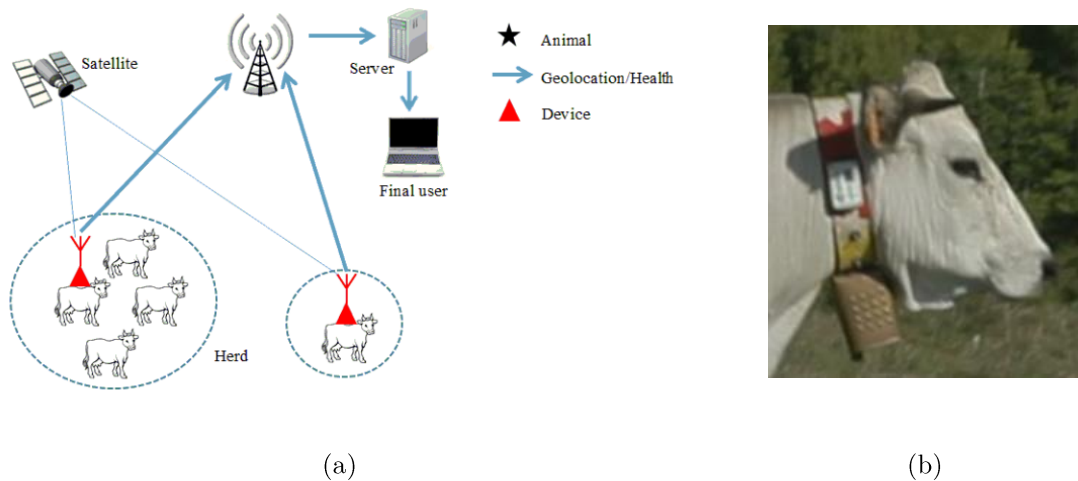 Satellite
Server
Final user
Animal
Geolocation/Health
Device
Herd
(a)
(b)